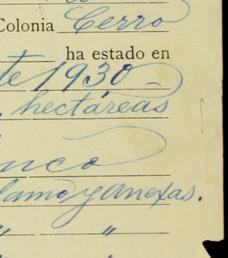 Colonia Cerro
ha estado en
te 1930
hectáreas
nco
lamo y anexas.
" "